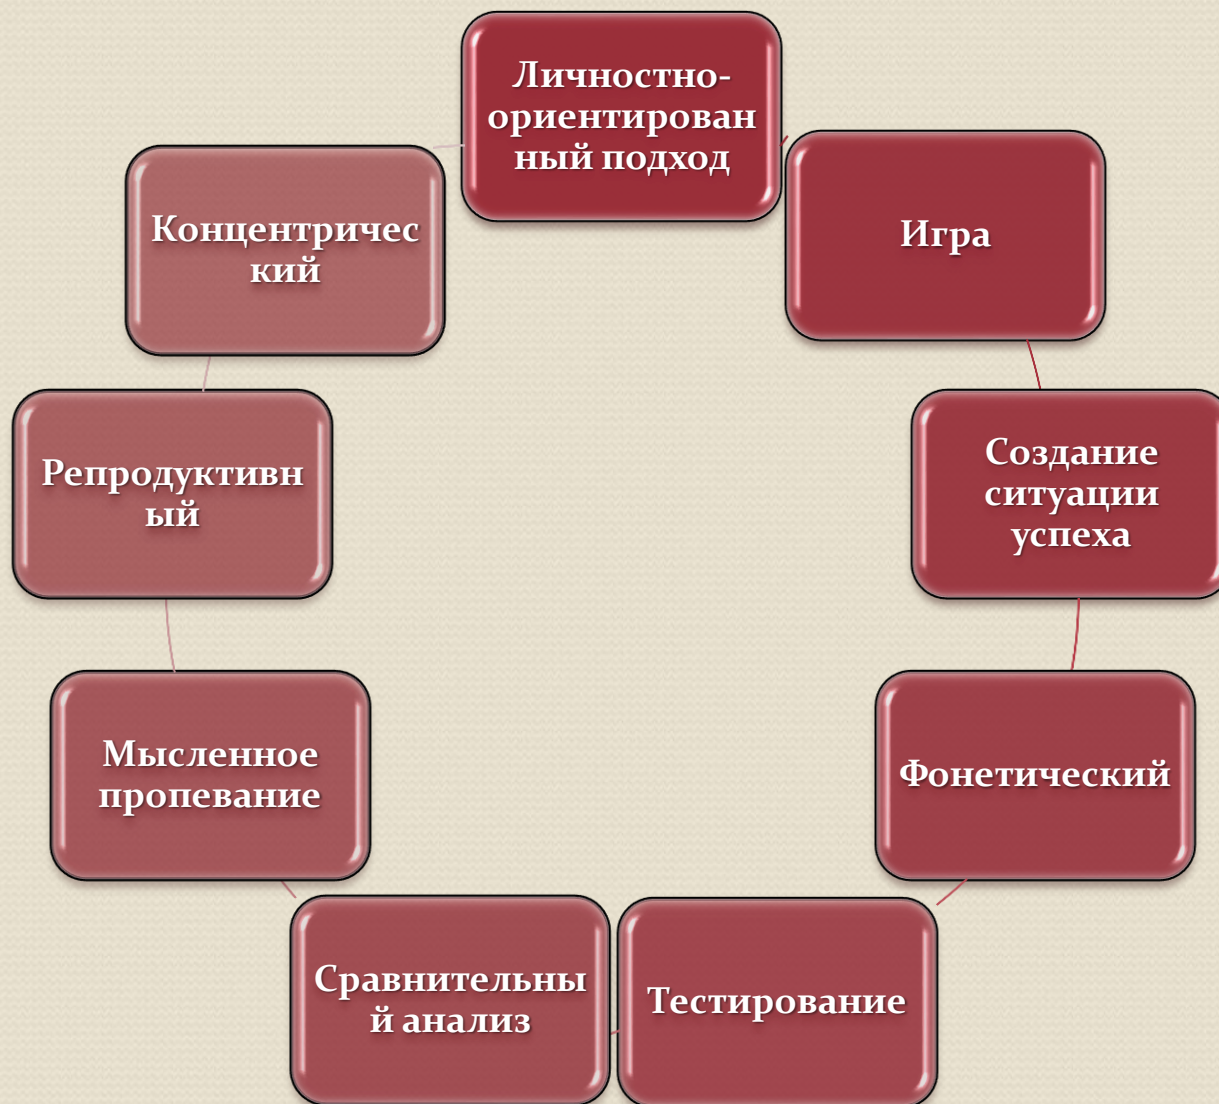 Личностно-
ориентирован
ный подход
Игра
Создание
ситуации
успеха
Фонетический
Тестирование
Сравнительны
й анализ
Мысленное
пропевание
Репродуктивн
ый
Концентричес
кий